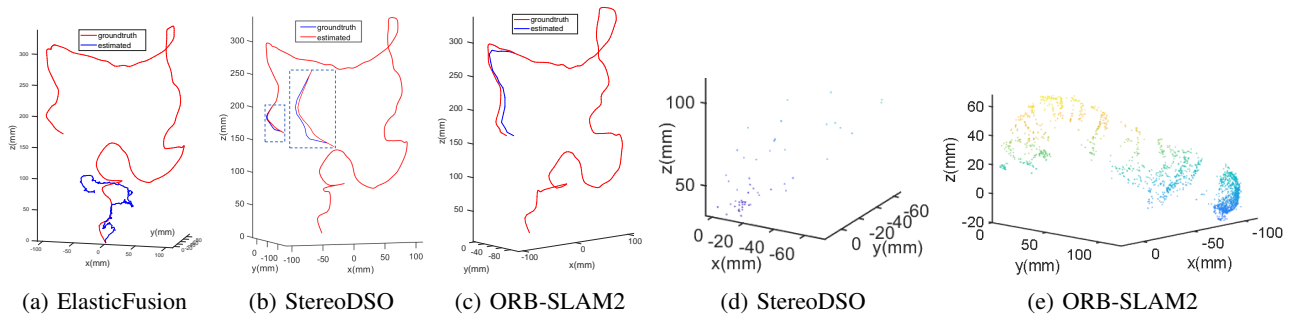 groundtruth
estimated
300
250
200
150
100
50
0
z(mm)
-100
-50
0
50
100
x(mm)
y(mm)
(a) ElasticFusion
groundtruth
estimated
300
250
200
150
100
50
0
z(mm)
0
-100
y(mm)
-100
-50
0
50
100
x(mm)
(b) StereoDSO
groundtruth
estimated
350
300
250
200
150
100
50
0
z(mm)
-40
-80
y(mm)
-100
0
100
x(mm)
(c) ORB-SLAM2
100
50
z(mm)
0
-20
-40
-60
x(mm)
0
-20
-40
-60
y(mm)
(d) StereoDSO
60
40
20
0
-20
z(mm)
0
50
100
y(mm)
0
-50
-100
x(mm)
(e) ORB-SLAM2